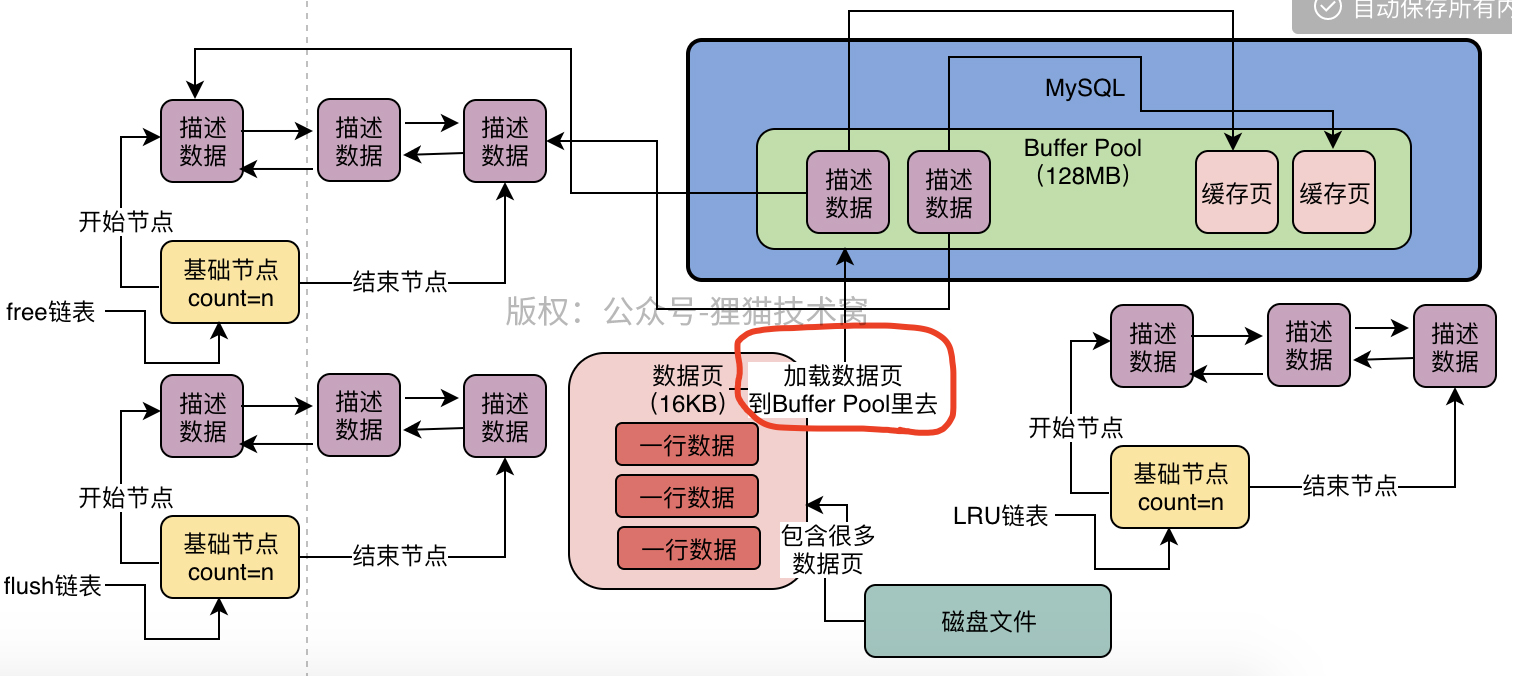 自动保存所有内
MySQL
Buffer Pool
（128MB）
描述
数据
描述
数据
缓存页
缓存页
描述
数据
描述
数据
描述
数据
开始节点
基础节点
count=n
结束节点
free链表
版权：公众号-狸猫技术窝
描述
数据
描述
数据
描述
数据
开始节点
基础节点
count=n
结束节点
flush链表
数据页
（16KB）
加载数据页
到Buffer Pool里去
一行数据
一行数据
一行数据
包含很多
数据页
磁盘文件
描述
数据
描述
数据
描述
数据
开始节点
基础节点
count=n
结束节点
LRU链表